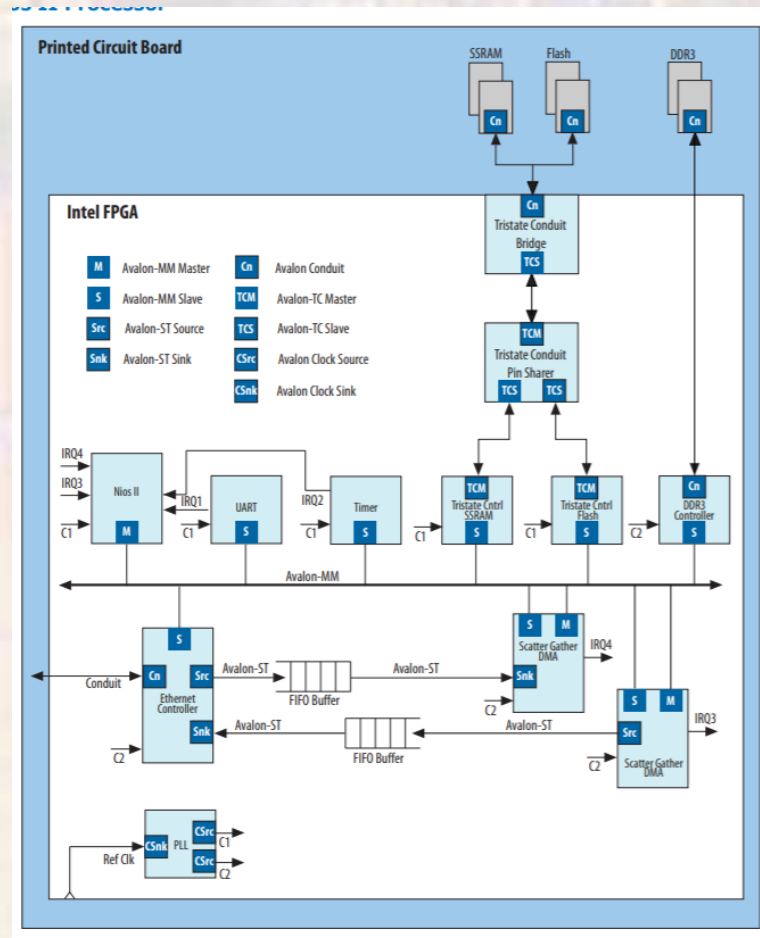 Printed Circuit Board
SSRAM
Flash
DDR3
Cn
Cn
Cn
Intel FPGA
Cn
Tristate Conduit
Bridge
TCS
M Avalon-MM Master
Cn Avalon Conduit
S Avalon-MM Slave
TCM Avalon-TC Master
Src Avalon-ST Source
TCS Avalon-TC Slave
Snk Avalon-ST Sink
CSrc Avalon Clock Source
CSnk Avalon Clock Sink
TCM
Tristate Conduit
Pin Sharer
TCS
TCS
IRQ4
IRQ3
C1
Nios II
M
IRQ1
C1
UART
S
IRQ2
C1
Timer
S
C1
TCM
Tristate Cntrl
SSRAM
S
C1
TCM
Tristate Cntrl
Flash
S
C2
Cn
DDR3
Controller
S
Avalon-MM
S
Cn
Src
Ethernet
Controller
Snk
Conduit
C2
Avalon-ST
FIFO Buffer
Avalon-ST
S
M
Scatter Gather
DMA
Snk
IRQ4
C2
Avalon-ST
FIFO Buffer
Avalon-ST
S
M
Src
Scatter Gather
DMA
IRQ3
C2
CSnk
PLL
CSrc
C1
CSrc
C2
Ref Clk